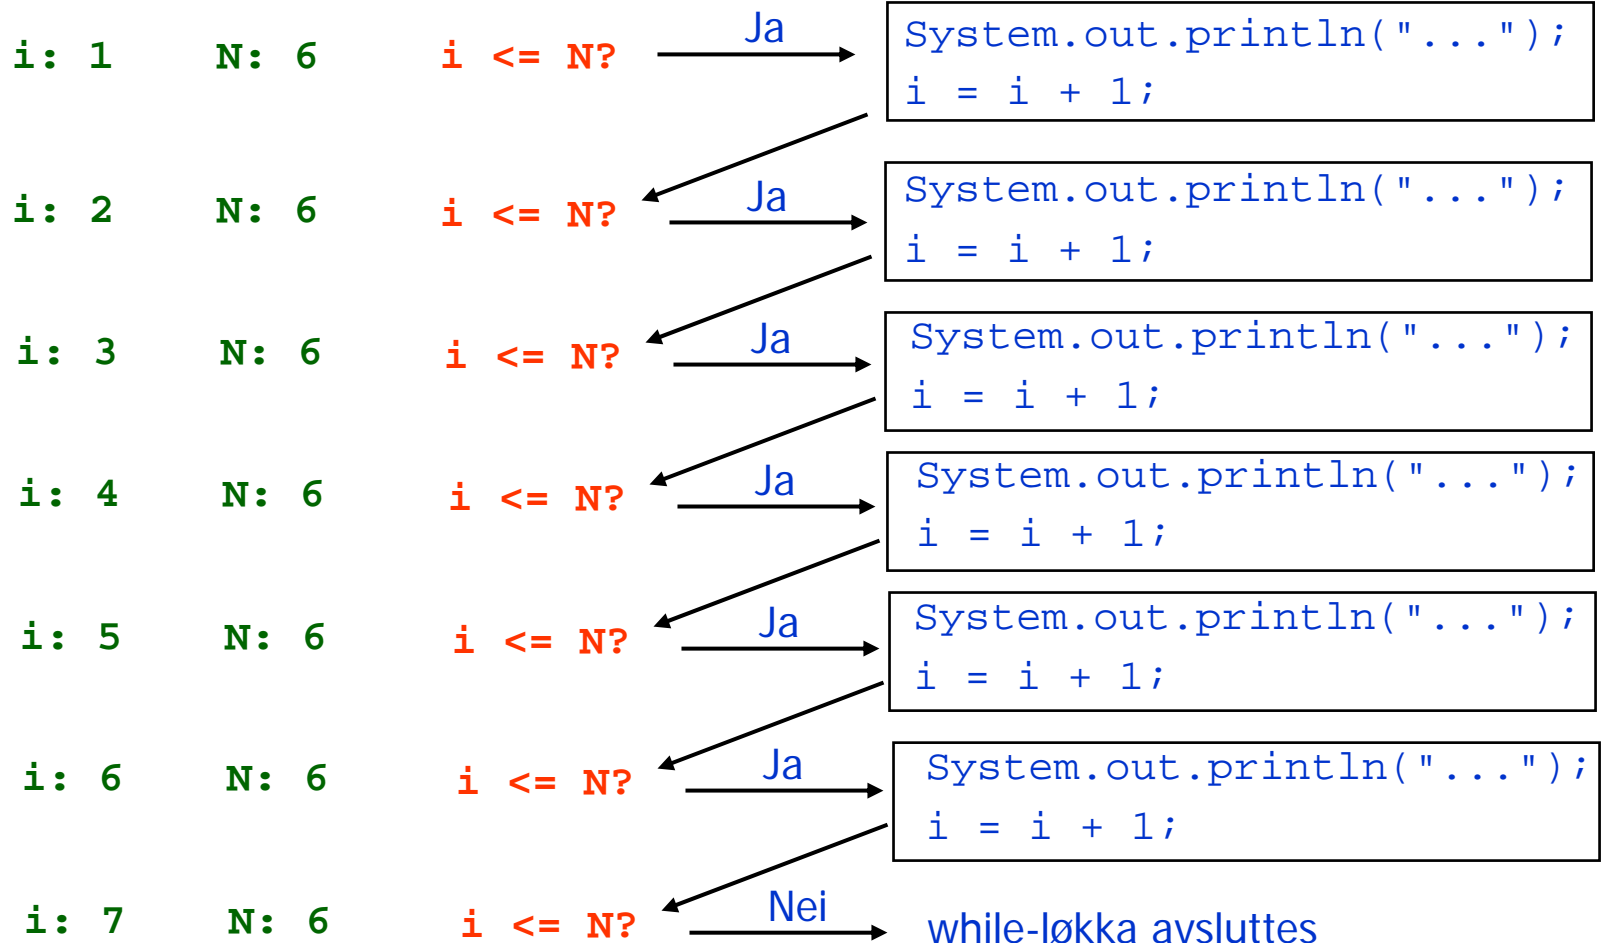 i: 1 N: 6 i <= N? Ja System.out.println("...");
i = i + 1;
i: 2 N: 6 i <= N? Ja System.out.println("...");
i = i + 1;
i: 3 N: 6 i <= N? Ja System.out.println("...");
i = i + 1;
i: 4 N: 6 i <= N? Ja System.out.println("...");
i = i + 1;
i: 5 N: 6 i <= N? Ja System.out.println("...");
i = i + 1;
i: 6 N: 6 i <= N? Ja System.out.println("...");
i = i + 1;
i: 7 N: 6 i <= N? Nei while-løkka avsluttes